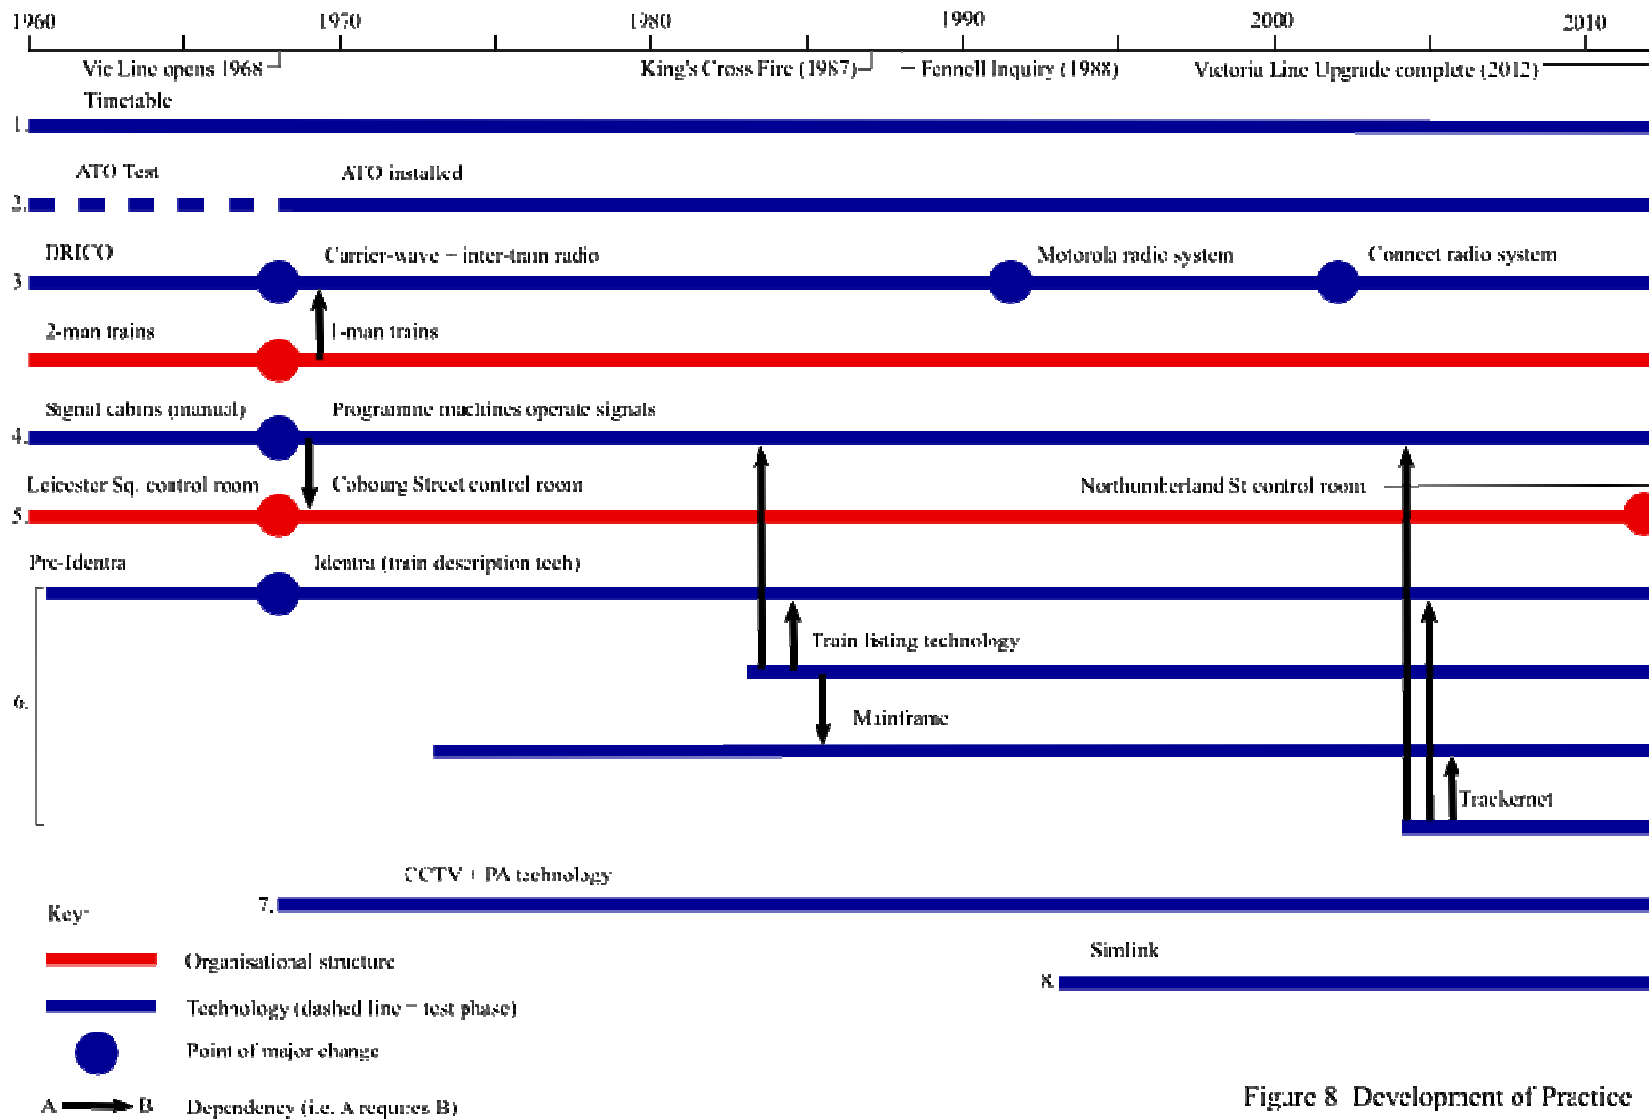 1960 1970 1980 1990 2000 2010
Vic Line opens 1968 King's Cross Fire (1987) – Fennell Inquiry (1988) Victoria Line Upgrade complete (2012)
Timetable
1.
ATO Test ATO installed
2.
DRICO Carrier-wave – inter-train radio Motorola radio system Connect radio system
3
2-man trains 1-man trains
Signal cabins (manual) Programme machines operate signals
4.
Leicester Sq. control room Cobourg Street control room Northumberland St control room
5.
Pre-Identra Identra (train description tech)
Train listing technology
6.
Mainframe
Trackernet
CCTV + PA technology
7.
Key:
Simlink
Organisational structure
8.
Technology (dashed line – test phase)
Point of major change
A B Dependency (i.e. A requires B)
Figure 8 Development of Practice